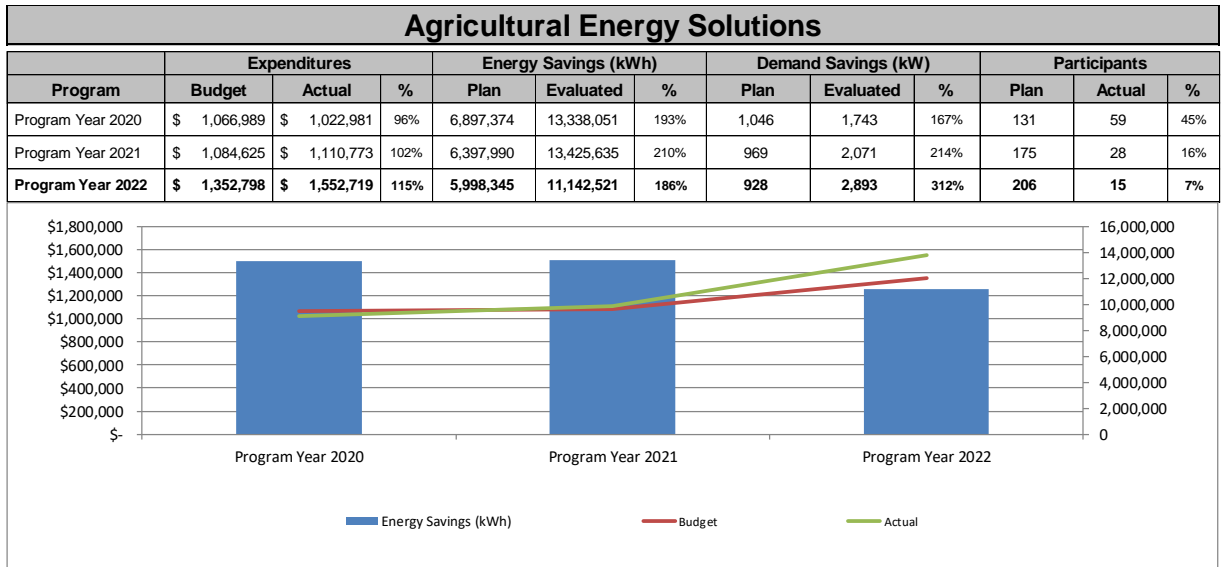 Agricultural Energy Solutions
Expenditures Energy Savings (kWh) Demand Savings (kW) Participants
Program Budget Actual % Plan Evaluated % Plan Evaluated % Plan Actual %
Program Year 2020 $ 1,066,989 $ 1,022,981 96% 6,897,374 13,338,051 193% 1,046 1,743 167% 131 59 45%
Program Year 2021 $ 1,084,625 $ 1,110,773 102% 6,397,990 13,425,635 210% 969 2,071 214% 175 28 16%
Program Year 2022 $ 1,352,798 $ 1,552,719 115% 5,998,345 11,142,521 186% 928 2,893 312% 206 15 7%
$1,800,000 16,000,000
$1,600,000 14,000,000
$1,400,000 12,000,000
$1,200,000 10,000,000
$1,000,000 8,000,000
$800,000 6,000,000
$600,000 4,000,000
$400,000 2,000,000
$200,000 0
$-
Program Year 2020 Program Year 2021 Program Year 2022
Energy Savings (kWh) Budget Actual